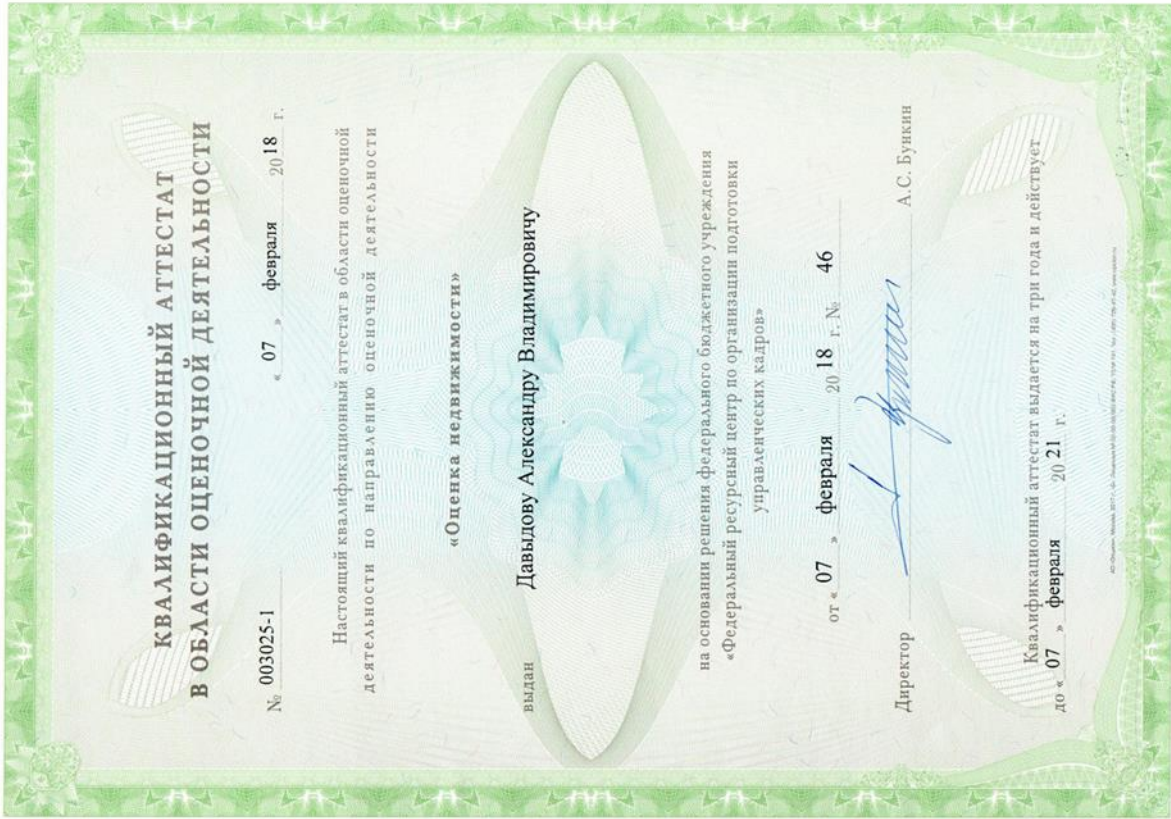 КВАЛИФИКАЦИОННЫЙ АТТЕСТАТ
В ОБЛАСТИ ОЦЕНОЧНОЙ ДЕЯТЕЛЬНОСТИ
№ 003025-1 « 07 » февраля 20 18 г.
Настоящий квалификационный аттестат в области оценочной
деятельности по направлению оценочной деятельности
«Оценка недвижимости»
выдан Давыдову Александру Владимировичу
на основании решения федерального бюджетного учреждения
«Федеральный ресурсный центр по организации подготовки
управленческих кадров»
от « 07 » февраля 20 18 г. № 46
Директор А.С. Бункин
Квалификационный аттестат выдается на три года и действует
до « 07 » февраля 20 21 г.